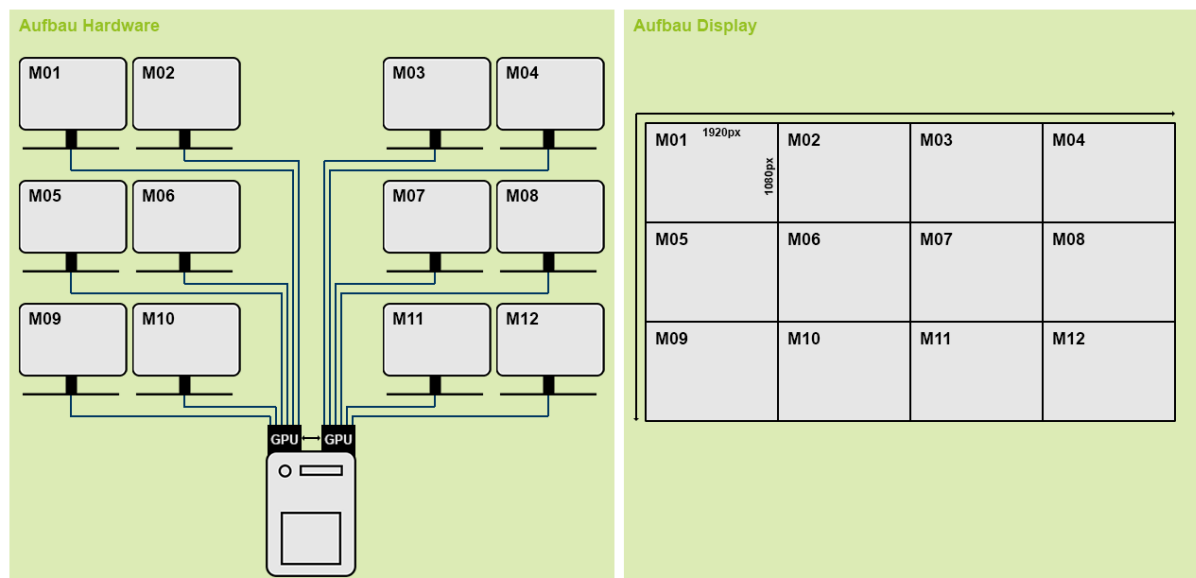 Aufbau Hardware
M01
M02
M03
M04
M05
M06
M07
M08
M09
M10
M11
M12
GPU
GPU
Aufbau Display
M01
1920px
1080px
M02
M03
M04
M05
M06
M07
M08
M09
M10
M11
M12